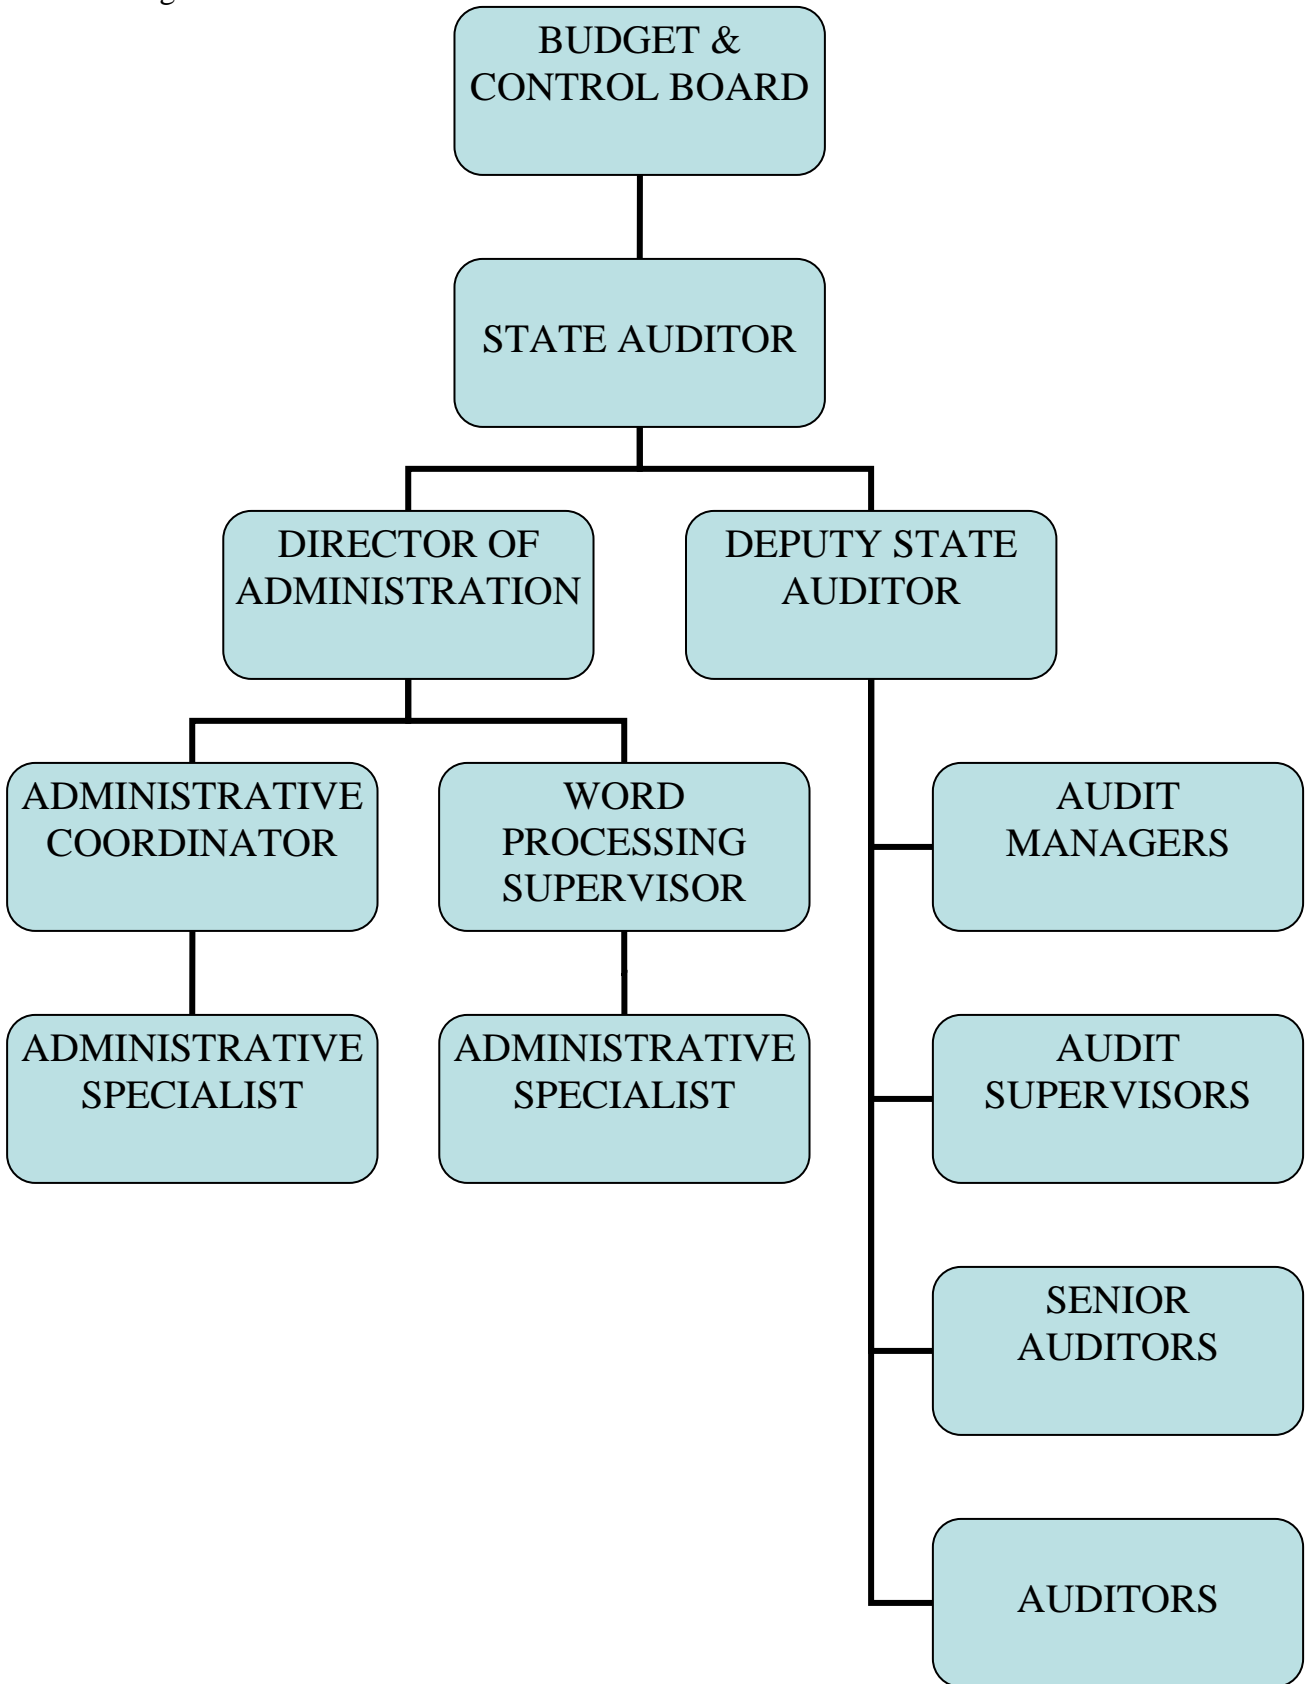 BUDGET &
CONTROL BOARD
STATE AUDITOR
DIRECTOR OF
ADMINISTRATION
DEPUTY STATE
AUDITOR
ADMINISTRATIVE
COORDINATOR
WORD
PROCESSING
SUPERVISOR
AUDIT
MANAGERS
ADMINISTRATIVE
SPECIALIST
ADMINISTRATIVE
SPECIALIST
AUDIT
SUPERVISORS
SENIOR
AUDITORS
AUDITORS